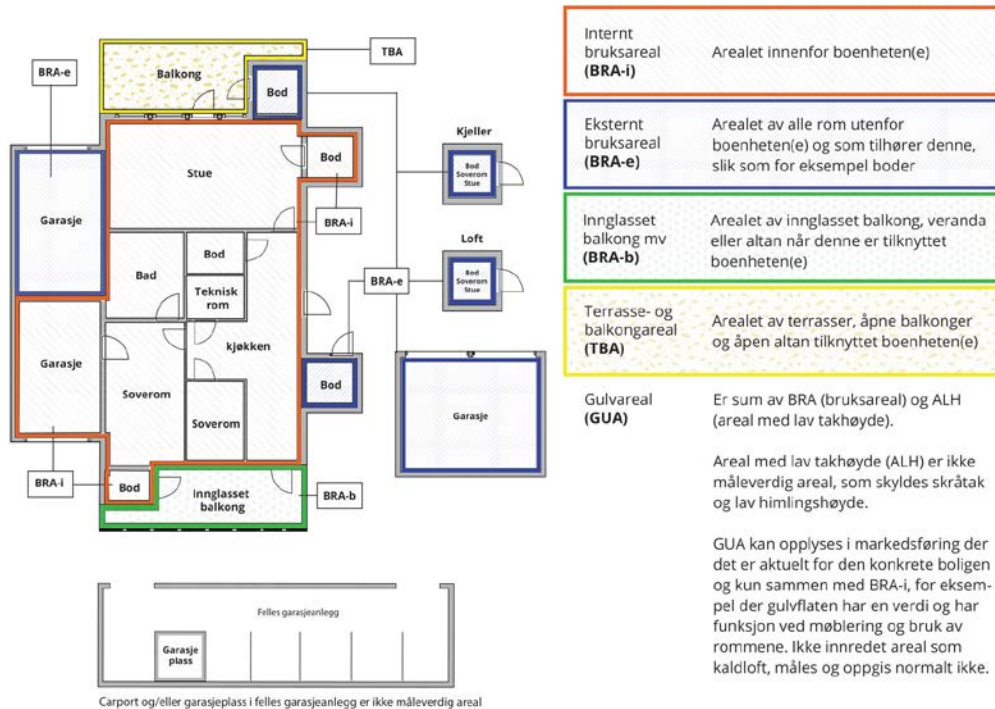 TBA
BRA-e
Balkong
Bod
Kjeller
Bod
Soverom
Stue
Stue
Bod
BRA-i
Garasje
Loft
Bod
Soverom
Stue
Bad
Bod
BRA-e
Teknisk
rom
kjøkken
Garasje
Soverom
Bod
Garasje
Soverom
BRA-i
Bod
Innglasset
balkong
BRA-b
Felles garasjeanlegg
Garasje
plass
Carport og/eller garasjeplass i felles garasjeanlegg er ikke måleverdig areal
Internt
bruksareal
(BRA-i)
Arealet innenfor boenheten(e)
Eksternt
bruksareal
(BRA-e)
Arealet av alle rom utenfor
boenheten(e) og som tilhører denne,
slik som for eksempel boder
Innglasset
balkong mv
(BRA-b)
Arealet av innglasset balkong, veranda
eller altan når denne er tilknyttet
boenheten(e)
Terrasse- og
balkongareal
(TBA)
Arealet av terrasser, åpne balkonger
og åpen altan tilknyttet boenheten(e)
Gulvareal
(GUA)
Er sum av BRA (bruksareal) og ALH
(areal med lav takhøyde).
Areal med lav takhøyde (ALH) er ikke
måleverdig areal, som skyldes skråtak
og lav himlingshøyde.
GUA kan opplyses i markedsføring der
det er aktuelt for den konkrete boligen
og kun sammen med BRA-i, for eksem-
pel der gulvflaten har en verdi og har
funksjon ved møblering og bruk av
rommene. Ikke innredet areal som
kaldloft, måles og oppgis normalt ikke.